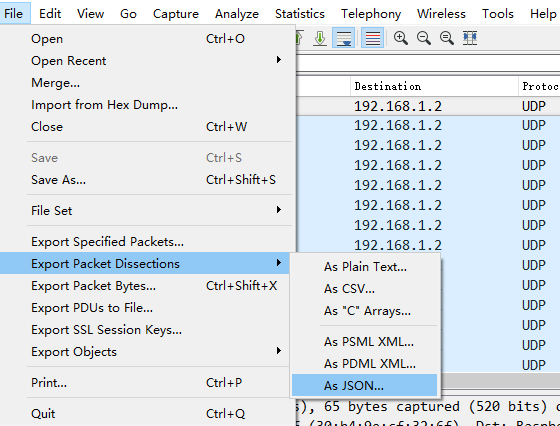 File Edit View Go Capture Analyze Statistics Telephony Wireless Tools Help
Open Ctrl+O
Open Recent
Merge...
Import from Hex Dump...
Close Ctrl+W
Save Ctrl+S
Save As... Ctrl+Shift+S
File Set
Export Specified Packets...
Export Packet Dissections
Export Packet Bytes... Ctrl+Shift+X
Export PDUs to File...
Export SSL Session Keys...
Export Objects
Print... Ctrl+P
Quit Ctrl+Q
As Plain Text...
As CSV...
As "C" Arrays...
As PSML XML...
As PDML XML...
As JSON...
Destination Protoc
192.168.1.2 UDP
192.168.1.2 UDP
192.168.1.2 UDP
192.168.1.2 UDP
192.168.1.2 UDP
192.168.1.2 UDP
192.168.1.2 UDP
192.168.1.2 UDP
UDP
UDP
UDP
UDP
UDP
UDP
), 65 bytes captured (520 bits) o
Dst: Raspb